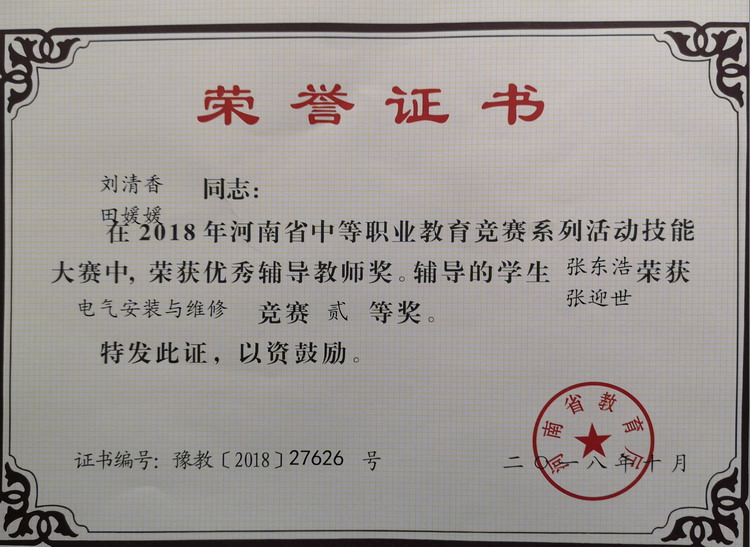 荣誉证书
刘清香
田媛媛
同志：
在2018年河南省中等职业教育竞赛系列活动技能
大赛中，荣获优秀辅导教师奖。辅导的学生 张东浩 荣获
张迎世
电气安装与维修 竞赛 贰 等奖。
特发此证，以资鼓励。
河南省教育厅
证书编号：豫教〔2018〕27626 号
二〇一八年十月